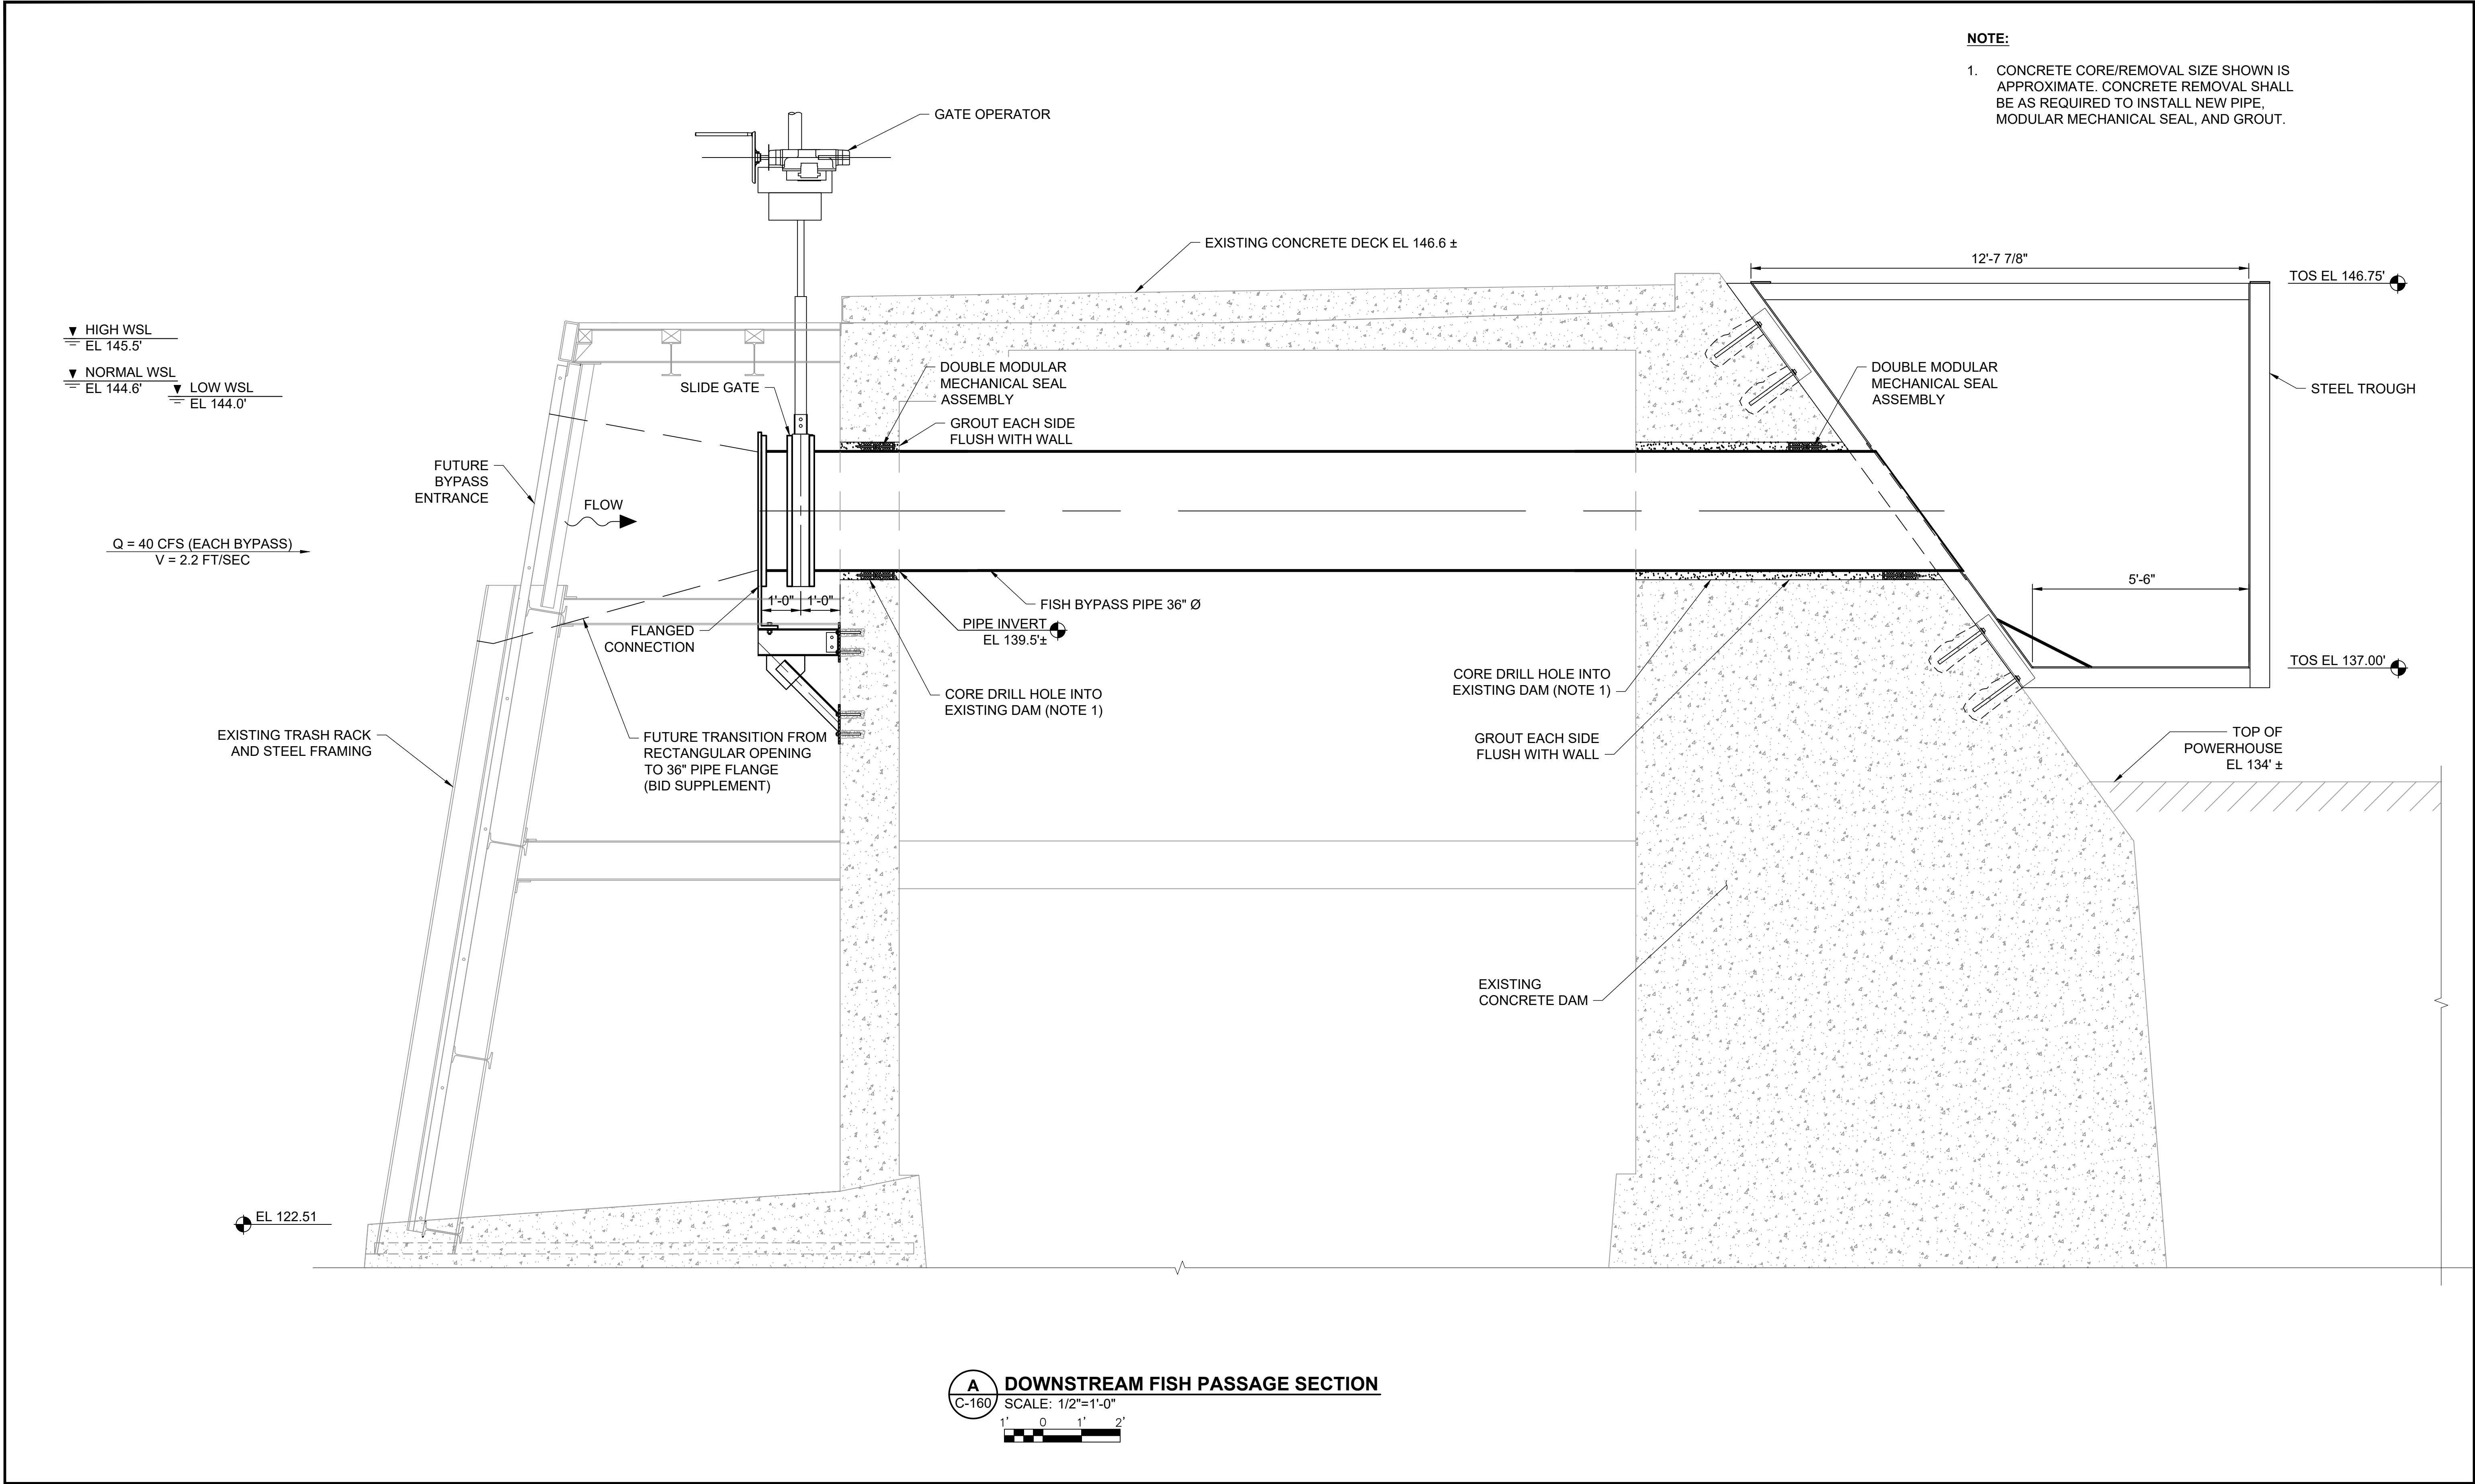 NOTE:
1. CONCRETE CORE/REMOVAL SIZE SHOWN IS
APPROXIMATE. CONCRETE REMOVAL SHALL
BE AS REQUIRED TO INSTALL NEW PIPE,
MODULAR MECHANICAL SEAL, AND GROUT.
GATE OPERATOR
EXISTING CONCRETE DECK EL 146.6 ±
12'-7 7/8"
TOS EL 146.75'
HIGH WSL
EL 145.5'
NORMAL WSL
EL 144.6'
LOW WSL
EL 144.0'
SLIDE GATE
DOUBLE MODULAR
MECHANICAL SEAL
ASSEMBLY
GROUT EACH SIDE
FLUSH WITH WALL
DOUBLE MODULAR
MECHANICAL SEAL
ASSEMBLY
STEEL TROUGH
FUTURE
BYPASS
ENTRANCE
FLOW
Q = 40 CFS (EACH BYPASS)
V = 2.2 FT/SEC
1'-0" 1'-0"
FISH BYPASS PIPE 36" Ø
PIPE INVERT
EL 139.5'±
5'-6"
FLANGED
CONNECTION
TOS EL 137.00'
CORE DRILL HOLE INTO
EXISTING DAM (NOTE 1)
CORE DRILL HOLE INTO
EXISTING DAM (NOTE 1)
EXISTING TRASH RACK
AND STEEL FRAMING
FUTURE TRANSITION FROM
RECTANGULAR OPENING
TO 36" PIPE FLANGE
(BID SUPPLEMENT)
GROUT EACH SIDE
FLUSH WITH WALL
TOP OF
POWERHOUSE
EL 134' ±
EXISTING
CONCRETE DAM
EL 122.51
A
C-160
DOWNSTREAM FISH PASSAGE SECTION
SCALE: 1/2"=1'-0"
1' 0 1' 2'